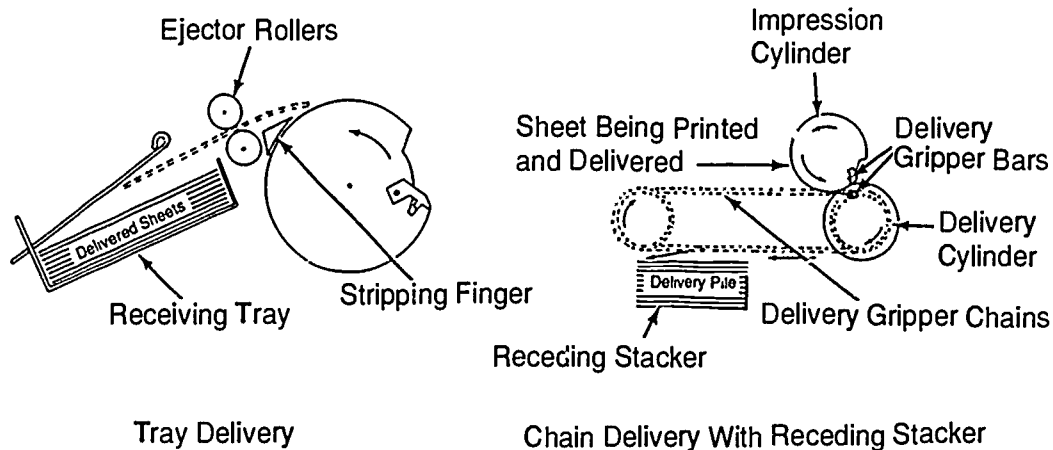 Ejector Rollers
Delivered Sheets
Receiving Tray
Stripping Finger
Tray Delivery
Impression
Cylinder
Sheet Being Printed
and Delivered
Delivery
Gripper Bars
Delivery
Cylinder
Delivery Pile
Delivery Gripper Chains
Receding Stacker
Chain Delivery With Receding Stacker